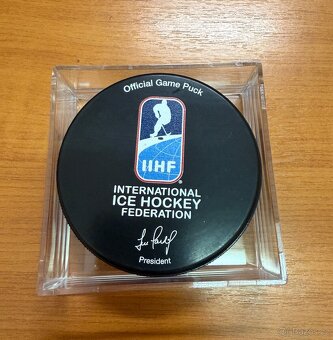 Official Game Puck
IIHF
INTERNATIONAL
ICE HOCKEY
FEDERATION
President